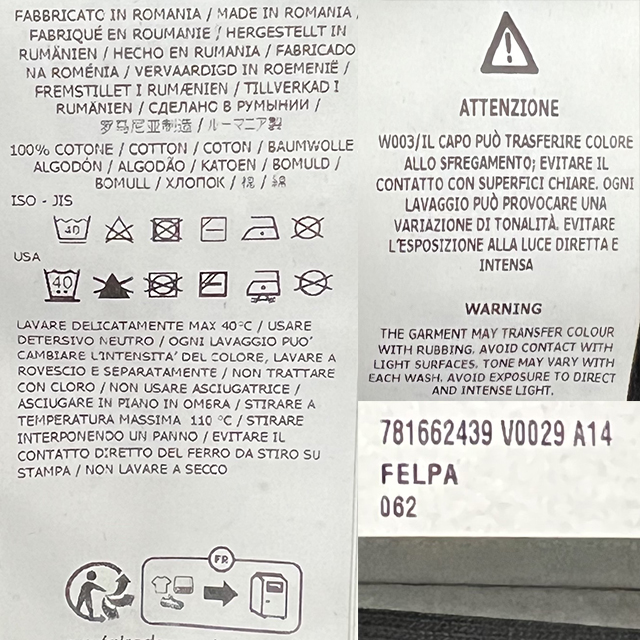 FABBRICATO IN ROMANIA / MADE IN ROMANIA /
FABRIQUÉ EN ROUMANIE / HERGESTELLT IN
RUMÄNIEN / HECHO EN RUMANIA / FABRICADO
NA ROMÉNIA / VERVAARDIGD IN ROEMENIË /
FREMSTILLET I RUMÆNIEN / TILLVERKAD I
RUMÄNIEN / СДЕЛАНО В РУМЫНИИ /
罗马尼亚制造 / ルーマニア製
100% COTONE / COTTON / COTON / BAUMWOLLE
ALGODÓN / ALGODÃO / KATOEN / BOMULD /
BOMULL / ХЛОПОК / 棉 / 綿
ISO - JIS
40
USA
40
LAVARE DELICATAMENTE MAX 40°C / USARE
DETERSIVO NEUTRO / OGNI LAVAGGIO PUO'
CAMBIARE L'INTENSITA' DEL COLORE, LAVARE A
ROVESCIO E SEPARATAMENTE / NON TRATTARE
CON CLORO / NON USARE ASCIUGATRICE /
ASCIUGARE IN PIANO IN OMBRA / STIRARE A
TEMPERATURA MASSIMA 110 °C / STIRARE
INTERPONENDO UN PANNO / EVITARE IL
CONTATTO DIRETTO DEL FERRO DA STIRO SU
STAMPA / NON LAVARE A SECCO
FR
ATTENZIONE
W003/IL CAPO PUÒ TRASFERIRE COLORE
ALLO SFREGAMENTO; EVITARE IL
CONTATTO CON SUPERFICI CHIARE. OGNI
LAVAGGIO PUÒ PROVOCARE UNA
VARIAZIONE DI TONALITÀ. EVITARE
L'ESPOSIZIONE ALLA LUCE DIRETTA E
INTENSA
WARNING
THE GARMENT MAY TRANSFER COLOUR
WITH RUBBING. AVOID CONTACT WITH
LIGHT SURFACES. TONE MAY VARY WITH
EACH WASH. AVOID EXPOSURE TO DIRECT
AND INTENSE LIGHT.
781662439 V0029 A14
FELPA
062